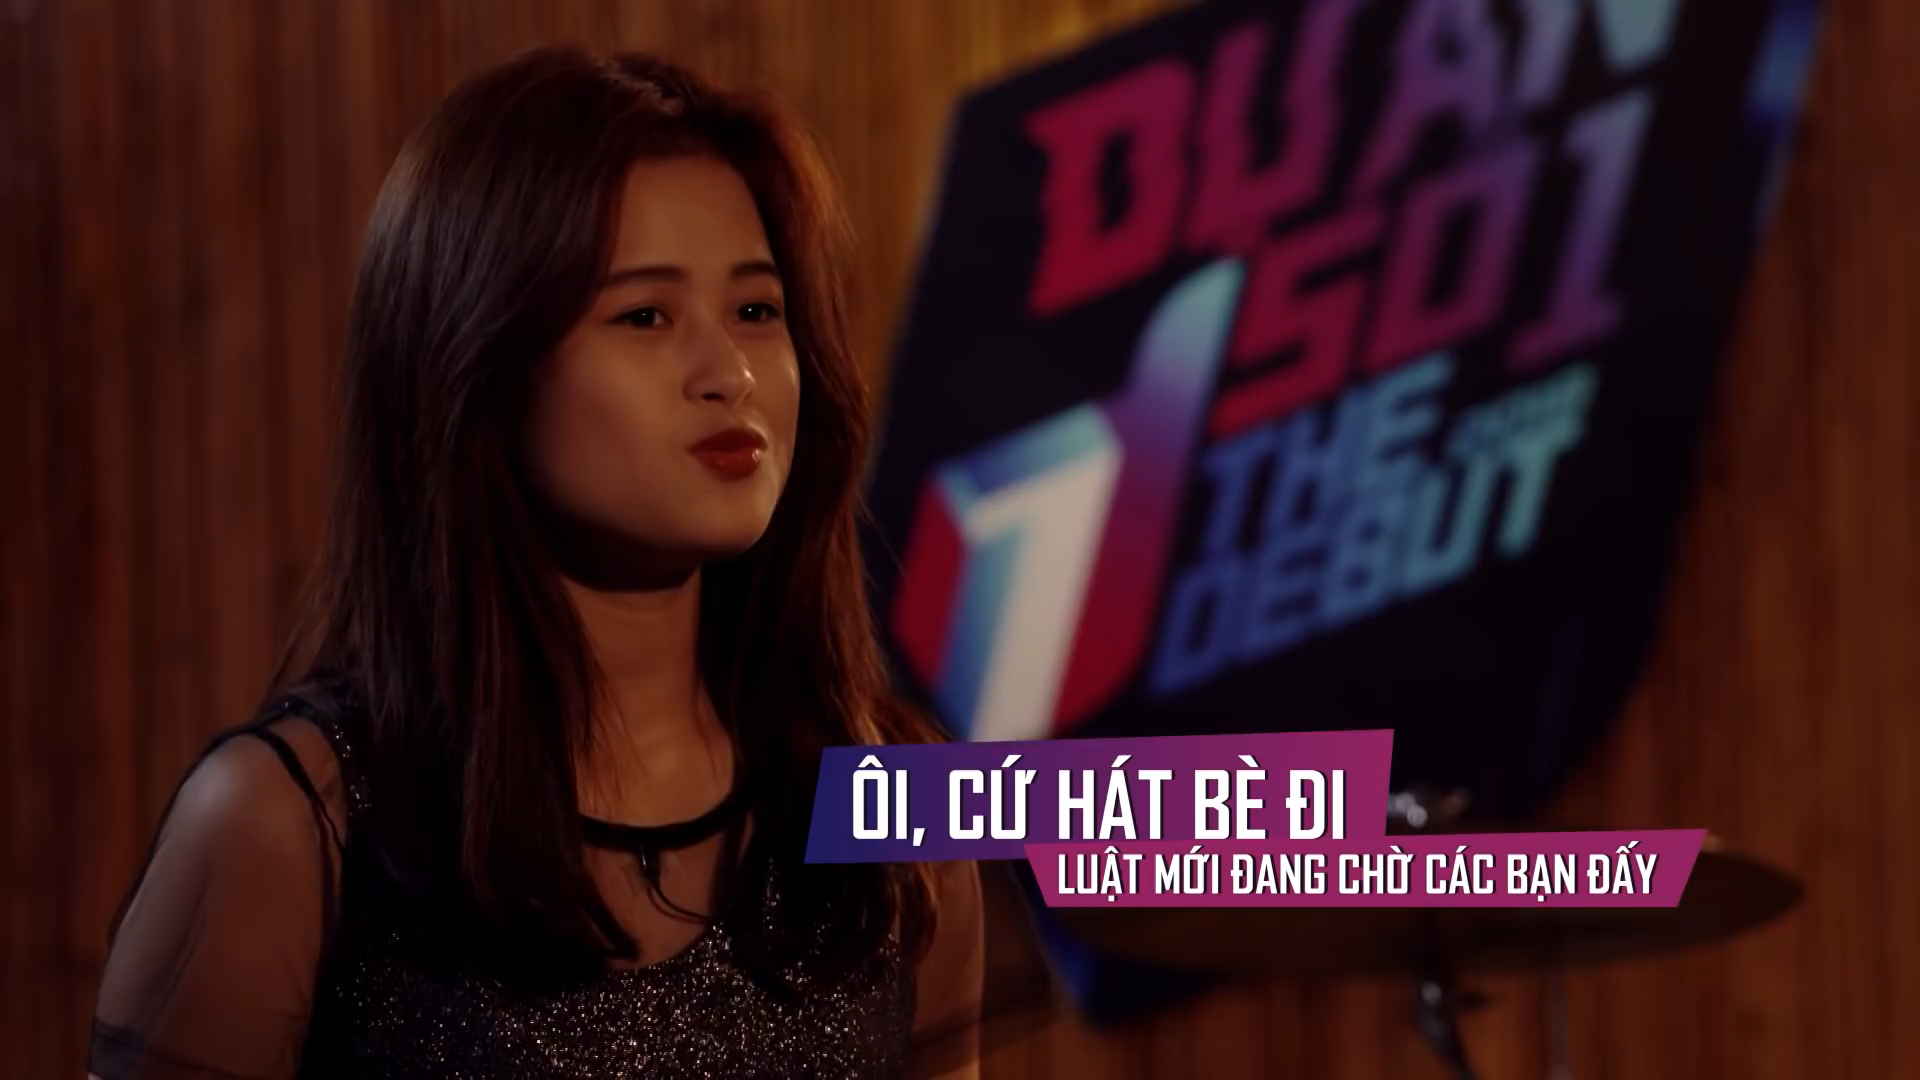 DỰ ÁN
SỐ 1
THE
DEBUT
ÔI, CỨ HÁT BÈ ĐI
LUẬT MỚI ĐANG CHỜ CÁC BẠN ĐẤY